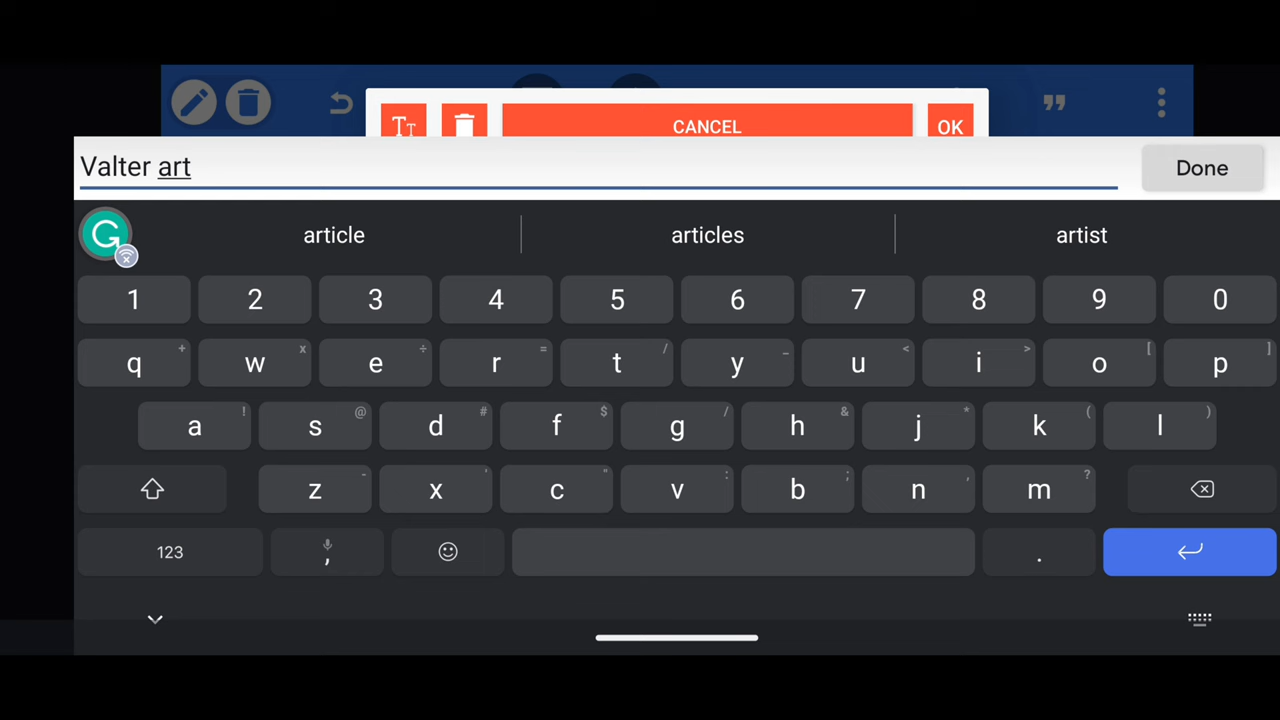 Tт CANCEL OK
Valter art Done
article articles artist
1 2 3 4 5 6 7 8 9 0
q + w x e ÷ r = t / y _ u < i > o [ p ]
a ! s @ d # f $ g / h & j * k ( l )
z - x ' c " v : b ; n , m ?
123 , .